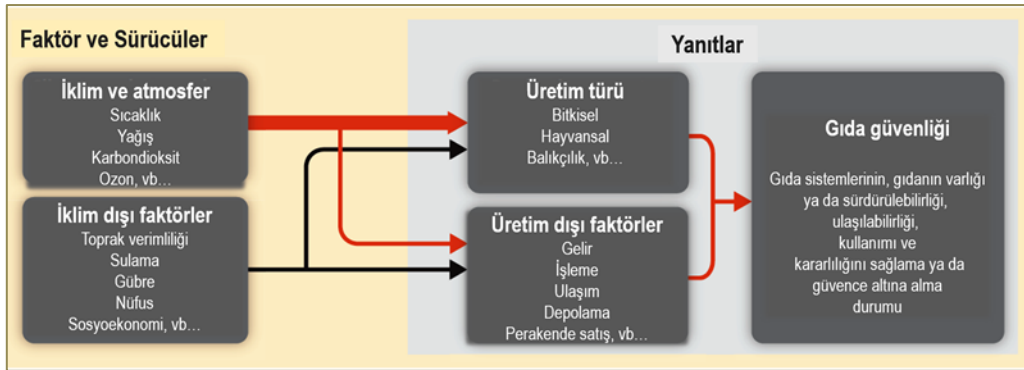 Faktör ve Sürücüler
İklim ve atmosfer
Sıcaklık
Yağış
Karbondioksit
Ozon, vb...
İklim dışı faktörler
Toprak verimliliği
Sulama
Gübre
Nüfus
Sosyoekonomi, vb...
Yanıtlar
Üretim türü
Bitkisel
Hayvansal
Balıkçılık, vb...
Üretim dışı faktörler
Gelir
İşleme
Ulaşım
Depolama
Perakende satış, vb...
Gıda güvenliği
Gıda sistemlerinin, gıdanın varlığı
ya da sürdürülebilirliği,
ulaşılabilirliği,
kullanımı ve
kararlılığını sağlama ya da
güvence altına alma
durumu